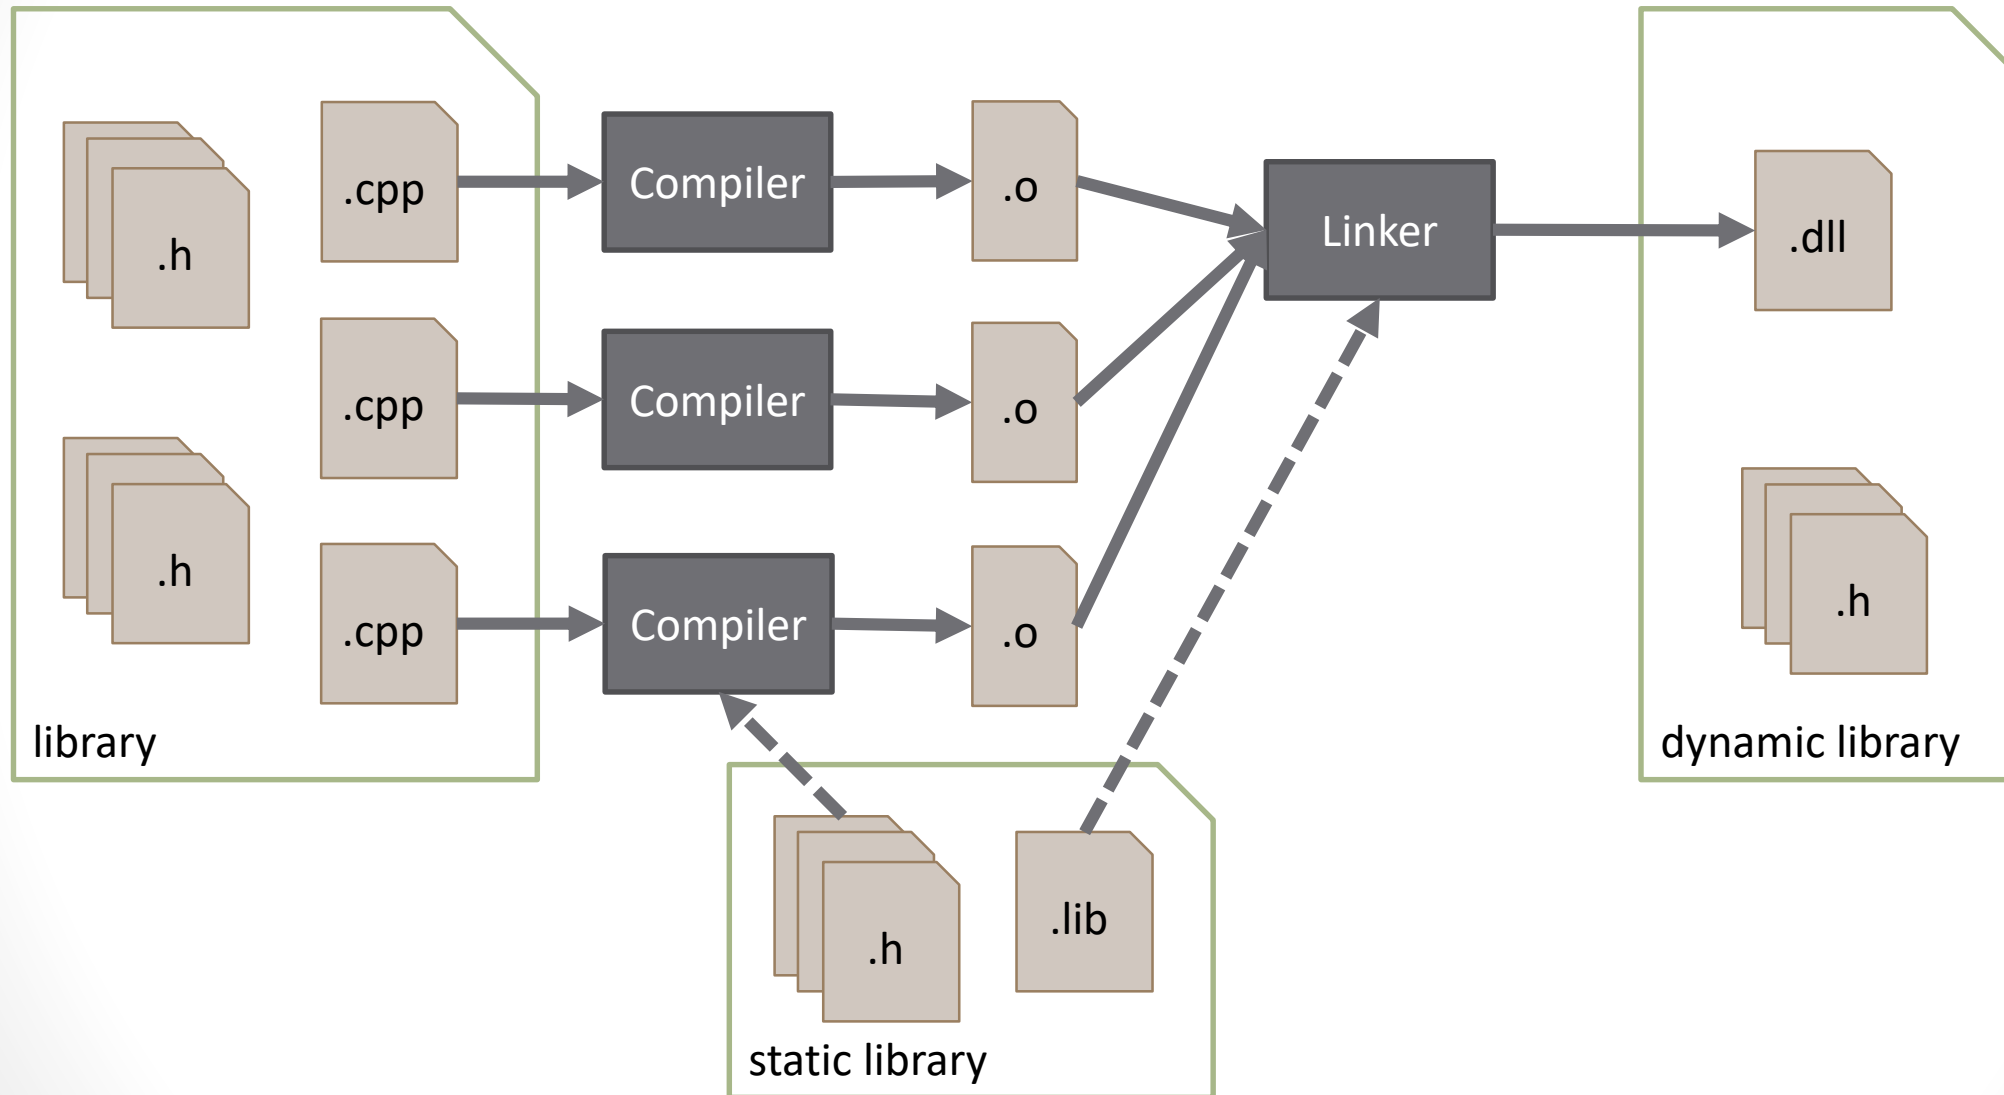 .h
.cpp
Compiler
.o
Linker
.dll
.cpp
Compiler
.o
.h
.cpp
Compiler
.o
.h
library
dynamic library
.h
.lib
static library